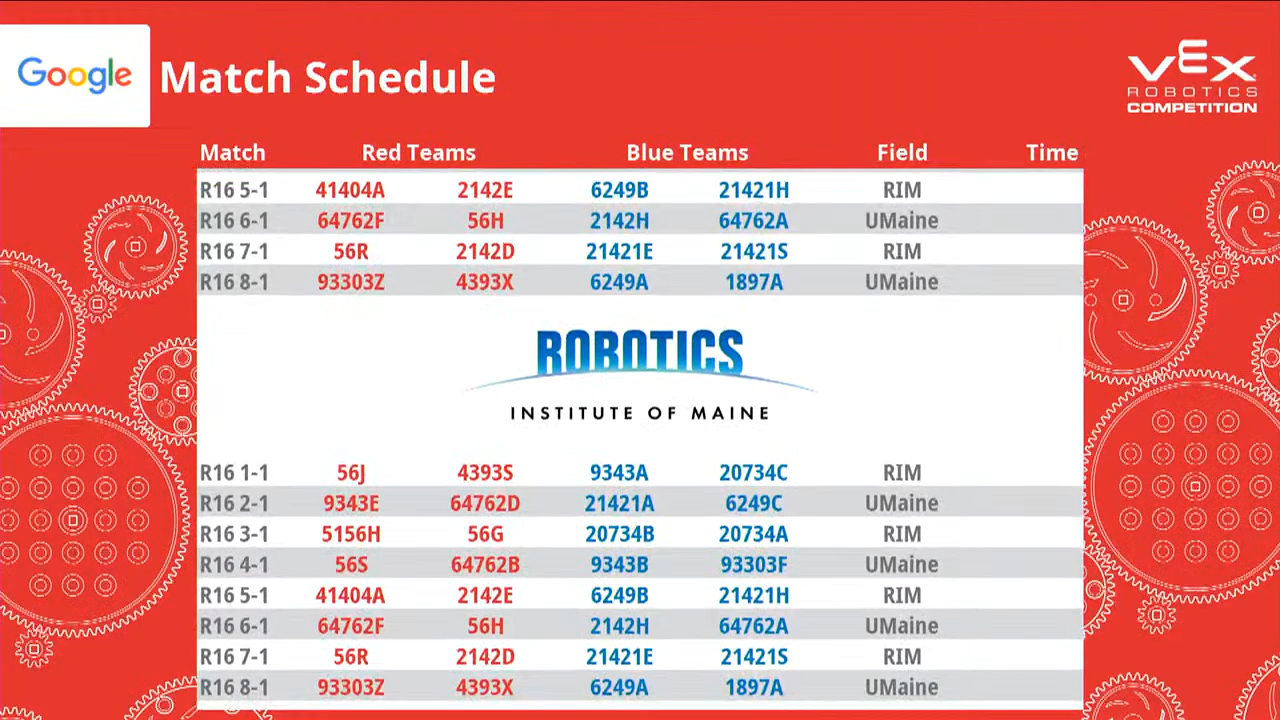 Google Match Schedule
VEX ROBOTICS COMPETITION
Match Red Teams Blue Teams Field Time
R16 5-1 41404A 2142E 6249B 21421H RIM
R16 6-1 64762F 56H 2142H 64762A UMaine
R16 7-1 56R 2142D 21421E 21421S RIM
R16 8-1 93303Z 4393X 6249A 1897A UMaine
ROBOTICS
INSTITUTE OF MAINE
R16 1-1 56J 4393S 9343A 20734C RIM
R16 2-1 9343E 64762D 21421A 6249C UMaine
R16 3-1 5156H 56G 20734B 20734A RIM
R16 4-1 56S 64762B 9343B 93303F UMaine
R16 5-1 41404A 2142E 6249B 21421H RIM
R16 6-1 64762F 56H 2142H 64762A UMaine
R16 7-1 56R 2142D 21421E 21421S RIM
R16 8-1 93303Z 4393X 6249A 1897A UMaine